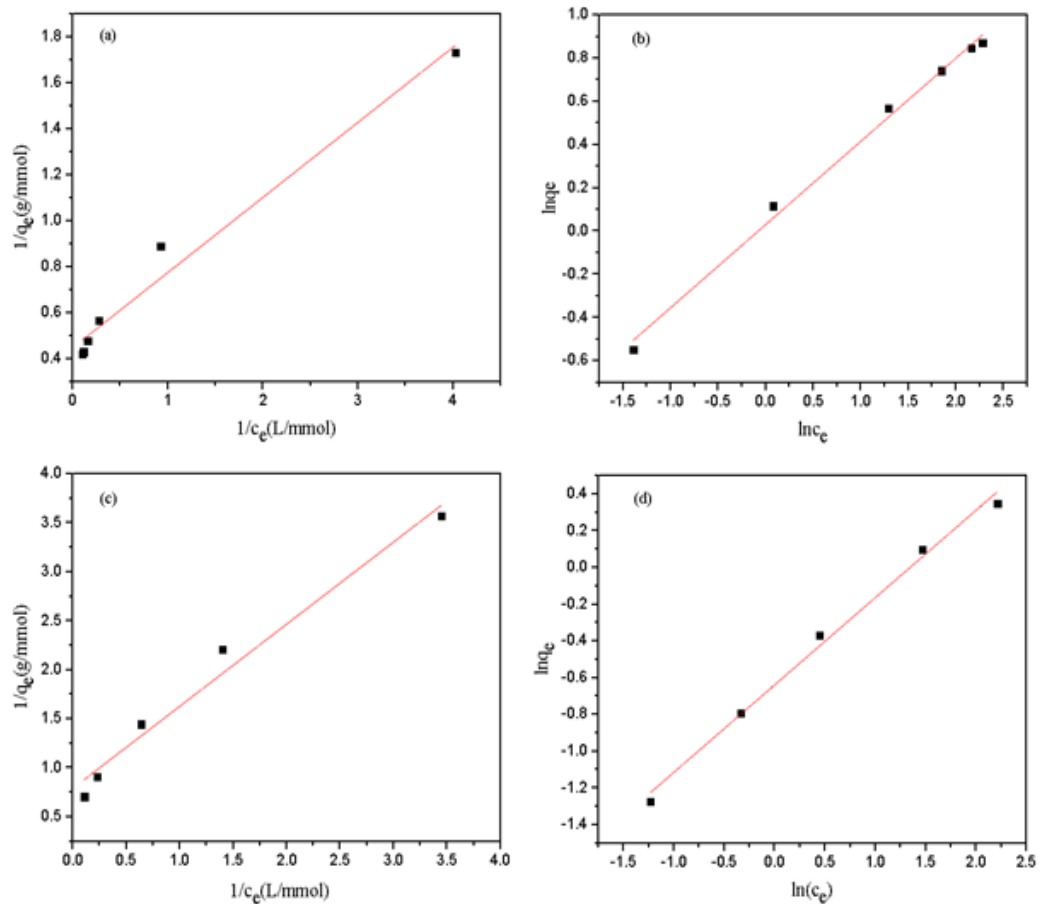 (a)
1/qe(g/mmol)
1.8
1.6
1.4
1.2
1.0
0.8
0.6
0.4
0 1 2 3 4
1/ce(L/mmol)
(b)
lnqe
1.0
0.8
0.6
0.4
0.2
0.0
-0.2
-0.4
-0.6
-1.5 -1.0 -0.5 0.0 0.5 1.0 1.5 2.0 2.5
lnce
(c)
1/qe(g/mmol)
4.0
3.5
3.0
2.5
2.0
1.5
1.0
0.5
0.0 0.5 1.0 1.5 2.0 2.5 3.0 3.5 4.0
1/ce(L/mmol)
(d)
lnqe
0.4
0.2
0.0
-0.2
-0.4
-0.6
-0.8
-1.0
-1.2
-1.4
-1.5 -1.0 -0.5 0.0 0.5 1.0 1.5 2.0 2.5
ln(ce)